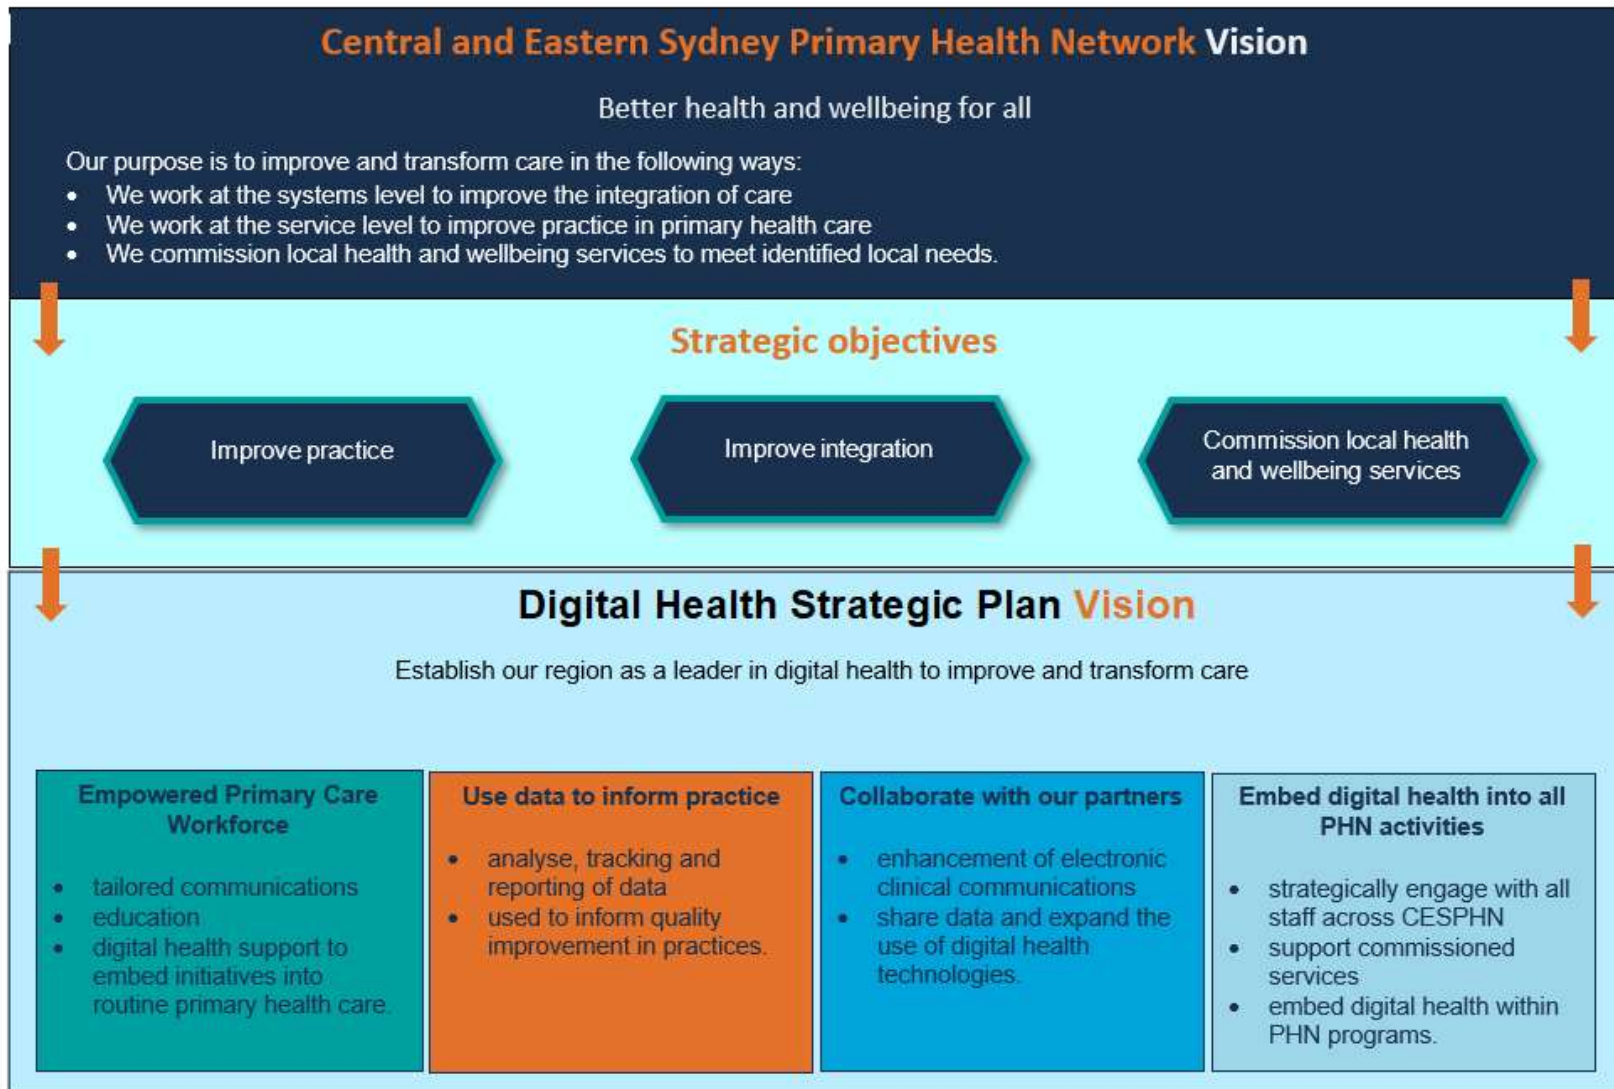 Central and Eastern Sydney Primary Health Network Vision
Better health and wellbeing for all
Our purpose is to improve and transform care in the following ways:
• We work at the systems level to improve the integration of care
• We work at the service level to improve practice in primary health care
• We commission local health and wellbeing services to meet identified local needs.
Strategic objectives
Improve practice
Improve integration
Commission local health
and wellbeing services
Digital Health Strategic Plan Vision
Establish our region as a leader in digital health to improve and transform care
Empowered Primary Care
Workforce
• tailored communications
• education
• digital health support to
embed initiatives into
routine primary health care.
Use data to inform practice
• analyse, tracking and
reporting of data
• used to inform quality
improvement in practices.
Collaborate with our partners
• enhancement of electronic
clinical communications
• share data and expand the
use of digital health
technologies.
Embed digital health into all
PHN activities
• strategically engage with all
staff across CESPHN
• support commissioned
services
• embed digital health within
PHN programs.